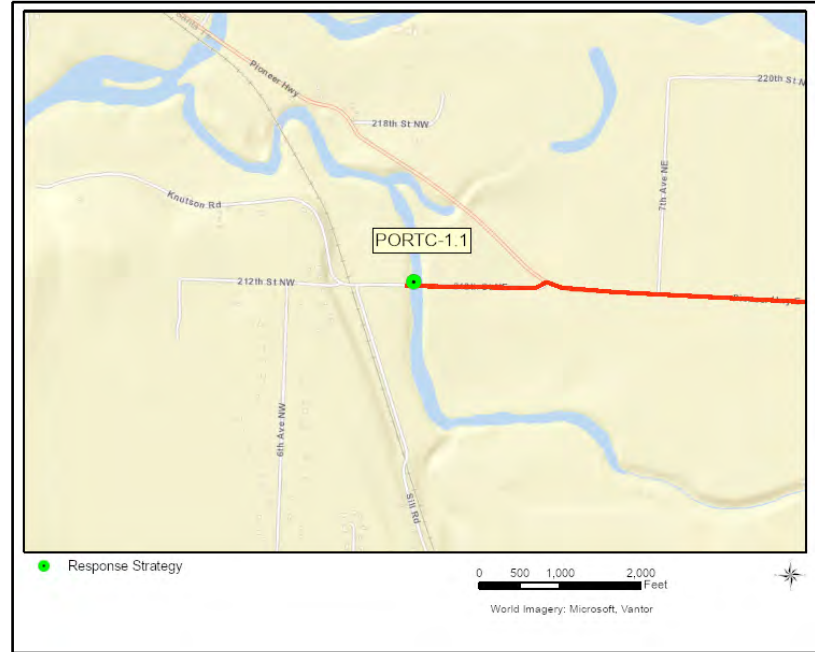 Pioneer Hwy
220th St N
218th St NW
7th Ave NE
Knutson Rd
PORTC-1.1
212th St NW
6th Ave NW
Sill Rd
Response Strategy
0 500 1,000 2,000
Feet
World Imagery: Microsoft, Vantor